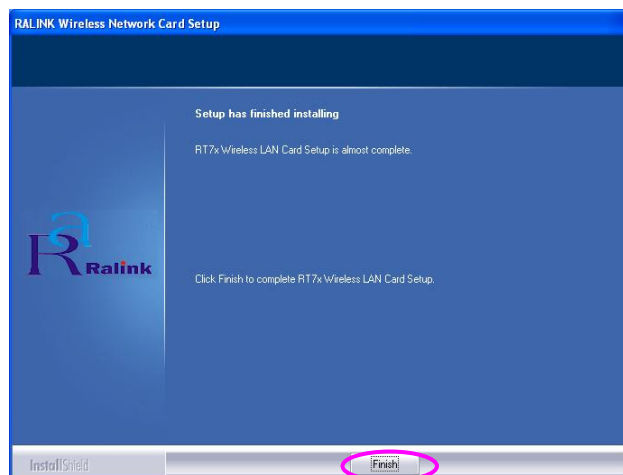 RALINK Wireless Network Card Setup
Setup has finished installing
RT7x Wireless LAN Card Setup is almost complete.
Ralink
Click Finish to complete RT7x Wireless LAN Card Setup.
InstallShield
Finish